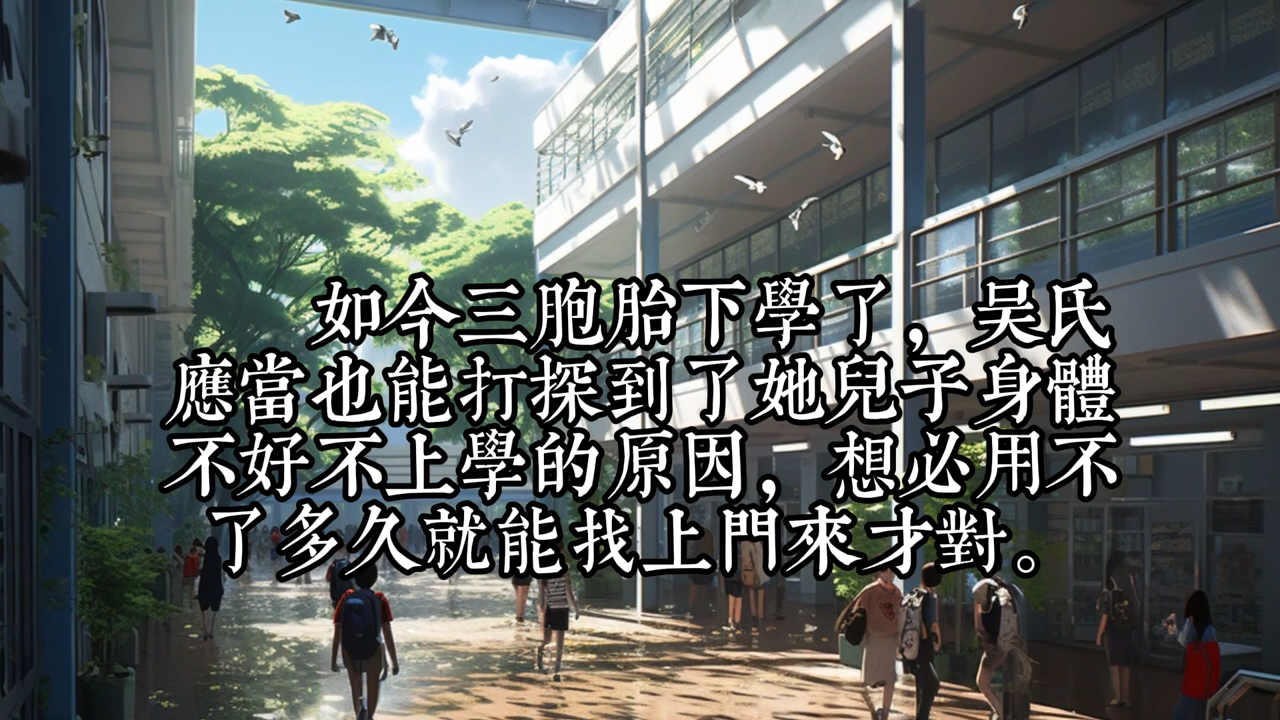 如今三胞胎下學了，吴氏
應當也能打探到了她兒子身體
不好不上學的原因，想必用不
了多久就能找上門來才對。